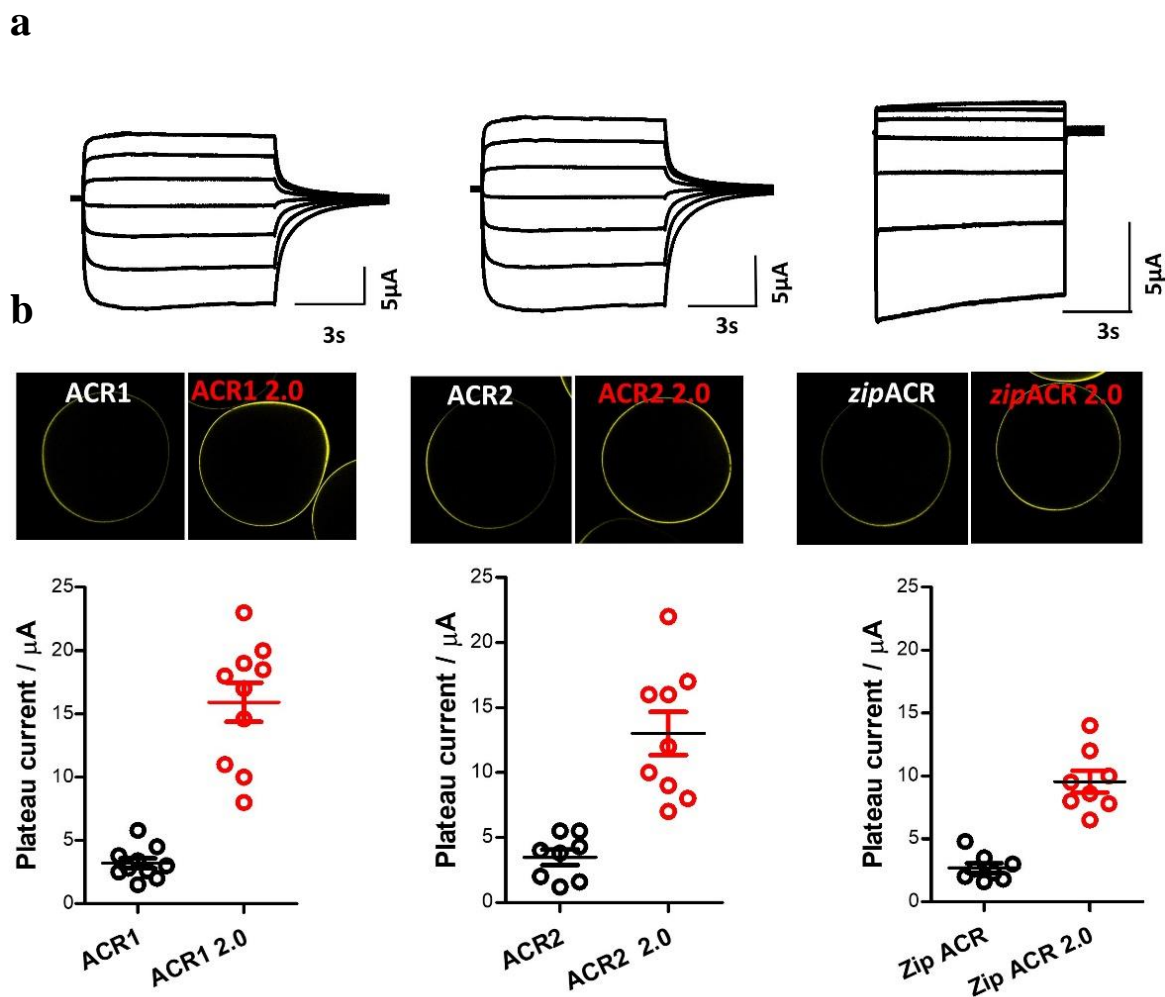 a
5µA
3s
5µA
3s
5µA
3s
b
ACR1
ACR1 2.0
ACR2
ACR2 2.0
zipACR
zipACR 2.0
Plateau current / µA
25
20
15
10
5
0
ACR1
ACR1 2.0
Plateau current / µA
25
20
15
10
5
0
ACR2
ACR2 2.0
Plateau current / µA
25
20
15
10
5
0
Zip ACR
Zip ACR 2.0